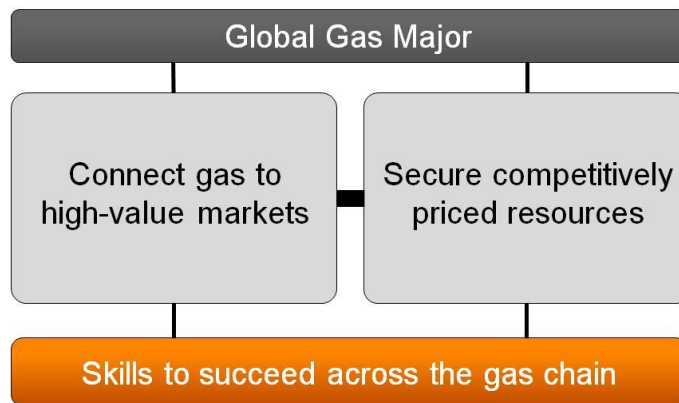 Global Gas Major
Connect gas to
high-value markets
Secure competitively
priced resources
Skills to succeed across the gas chain